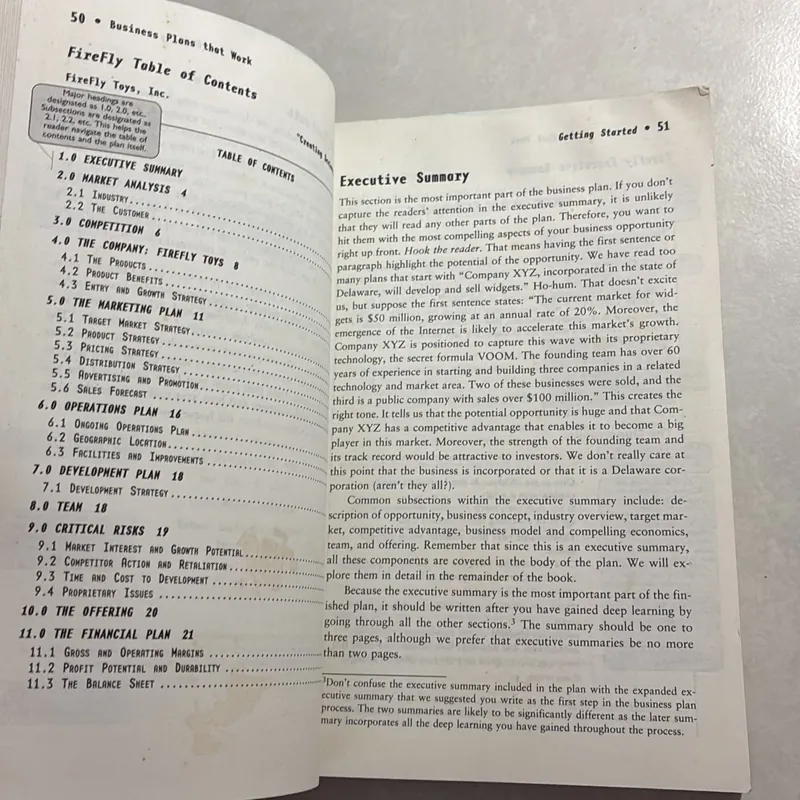 50 • Business Plans that Work
FireFly Table of Contents
FireFly Toys, Inc.
Major headings are
designated as 1.0, 2.0, etc.
Subsections are designated as
2.1, 2.2, etc. This helps the
reader navigate the table of
contents and the plan itself.
"Creating
TABLE OF CONTENTS
1.0 EXECUTIVE SUMMARY
2.0 MARKET ANALYSIS 4
2.1 INDUSTRY
2.2 THE CUSTOMER
3.0 COMPETITION 6
4.0 THE COMPANY: FIREFLY TOYS 8
4.1 THE PRODUCTS
4.2 PRODUCT BENEFITS
4.3 ENTRY AND GROWTH STRATEGY
5.0 THE MARKETING PLAN 11
5.1 TARGET MARKET STRATEGY
5.2 PRODUCT STRATEGY
5.3 PRICING STRATEGY
5.4 DISTRIBUTION STRATEGY
5.5 ADVERTISING AND PROMOTION
5.6 SALES FORECAST
6.0 OPERATIONS PLAN 16
6.1 ONGOING OPERATIONS PLAN
6.2 GEOGRAPHIC LOCATION
6.3 FACILITIES AND IMPROVEMENTS
7.0 DEVELOPMENT PLAN 18
7.1 DEVELOPMENT STRATEGY
8.0 TEAM 18
9.0 CRITICAL RISKS 19
9.1 MARKET INTEREST AND GROWTH POTENTIAL
9.2 COMPETITOR ACTION AND RETALIATION
9.3 TIME AND COST TO DEVELOPMENT
9.4 PROPRIETARY ISSUES
10.0 THE OFFERING 20
11.0 THE FINANCIAL PLAN 21
11.1 GROSS AND OPERATING MARGINS
11.2 PROFIT POTENTIAL AND DURABILITY
11.3 THE BALANCE SHEET
Getting Started • 51
Executive Summary
This section is the most important part of the business plan. If you don't
capture the readers' attention in the executive summary, it is unlikely
that they will read any other parts of the plan. Therefore, you want to
hit them with the most compelling aspects of your business opportunity
right up front. Hook the reader. That means having the first sentence or
paragraph highlight the potential of the opportunity. We have read too
many plans that start with "Company XYZ, incorporated in the state of
Delaware, will develop and sell widgets." Ho-hum. That doesn't excite
us, but suppose the first sentence states: "The current market for wid-
gets is $50 million, growing at an annual rate of 20%. Moreover, the
emergence of the Internet is likely to accelerate this market's growth.
Company XYZ is positioned to capture this wave with its proprietary
technology, the secret formula VOOM. The founding team has over 60
years of experience in starting and building three companies in a related
technology and market area. Two of these businesses were sold, and the
third is a public company with sales over $100 million." This creates the
right tone. It tells us that the potential opportunity is huge and that Com-
pany XYZ has a competitive advantage that enables it to become a big
player in this market. Moreover, the strength of the founding team and
its track record would be attractive to investors. We don't really care at
this point that the business is incorporated or that it is a Delaware cor-
poration (aren't they all?).
Common subsections within the executive summary include: de-
scription of opportunity, business concept, industry overview, target mar-
ket, competitive advantage, business model and compelling economics,
team, and offering. Remember that since this is an executive summary,
all these components are covered in the body of the plan. We will ex-
plore them in detail in the remainder of the book.
Because the executive summary is the most important part of the fin-
ished plan, it should be written after you have gained deep learning by
going through all the other sections.³ The summary should be one to
three pages, although we prefer that executive summaries be no more
than two pages.
³Don't confuse the executive summary included in the plan with the expanded ex-
ecutive summary that we suggested you write as the first step in the business plan
process. The two summaries are likely to be significantly different as the later sum-
mary incorporates all the deep learning you have gained throughout the process.